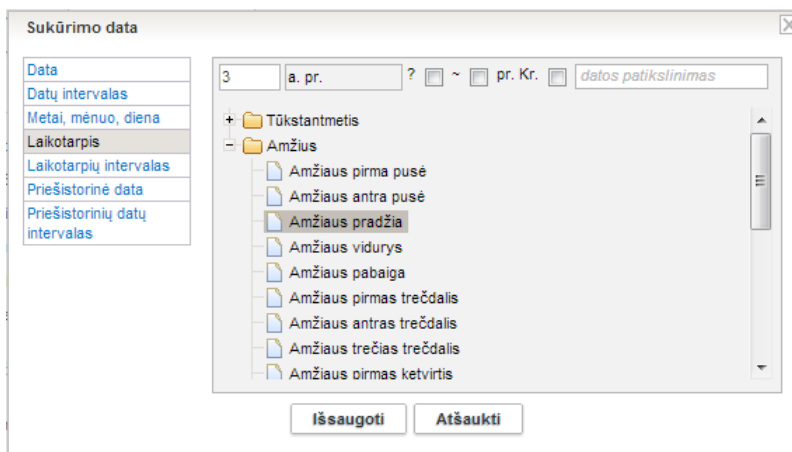 Sukūrimo data
Data
Datų intervalas
Metai, mėnuo, diena
Laikotarpis
Laikotarpių intervalas
Priešistorinė data
Priešistorinių datų
intervalas
3 a. pr. ? ~ pr. Kr. datos patikslinimas
Tūkstantmetis
Amžius
Amžiaus pirma pusė
Amžiaus antra pusė
Amžiaus pradžia
Amžiaus vidurys
Amžiaus pabaiga
Amžiaus pirmas trečdalis
Amžiaus antras trečdalis
Amžiaus trečias trečdalis
Amžiaus pirmas ketvirtis
Išsaugoti Atšaukti